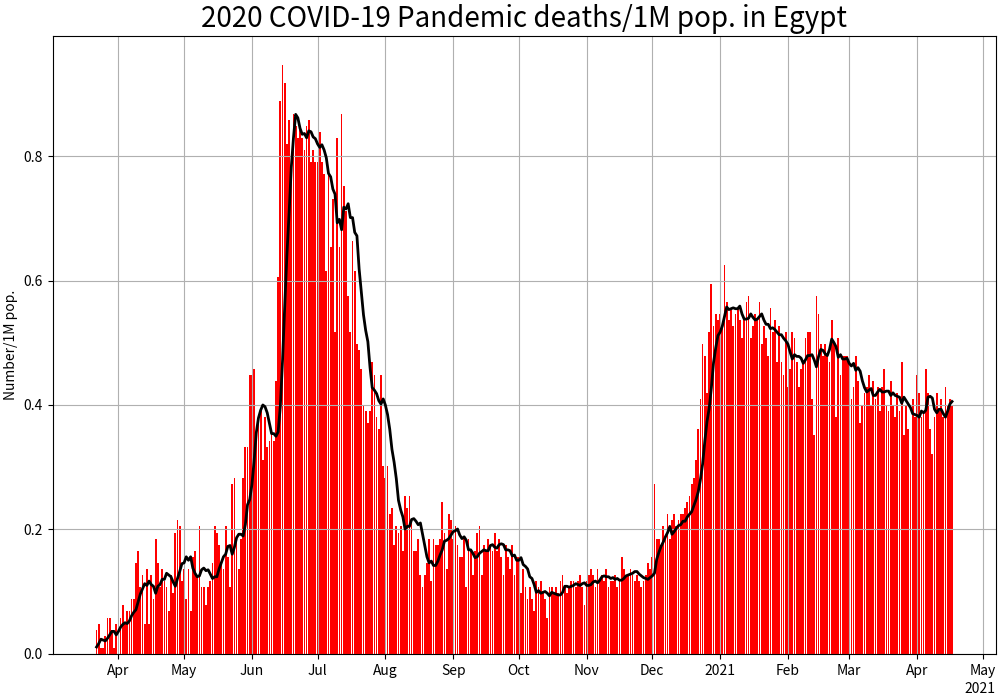 2020 COVID-19 Pandemic deaths/1M pop. in Egypt
Number/1M pop.
0.8
0.6
0.4
0.2
0.0
Apr May Jun Jul Aug Sep Oct Nov Dec 2021 Feb Mar Apr May
2021